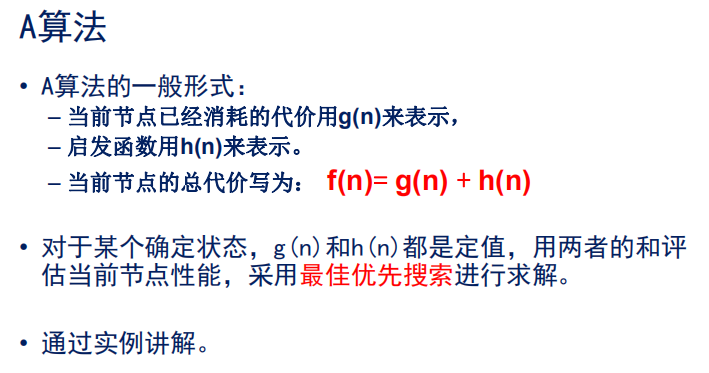 A算法
• A算法的一般形式：
– 当前节点已经消耗的代价用g(n)来表示，
– 启发函数用h(n)来表示。
– 当前节点的总代价写为： f(n)= g(n) + h(n)
• 对于某个确定状态，g(n)和h(n)都是定值，用两者的和评
估当前节点性能，采用最佳优先搜索进行求解。
• 通过实例讲解。